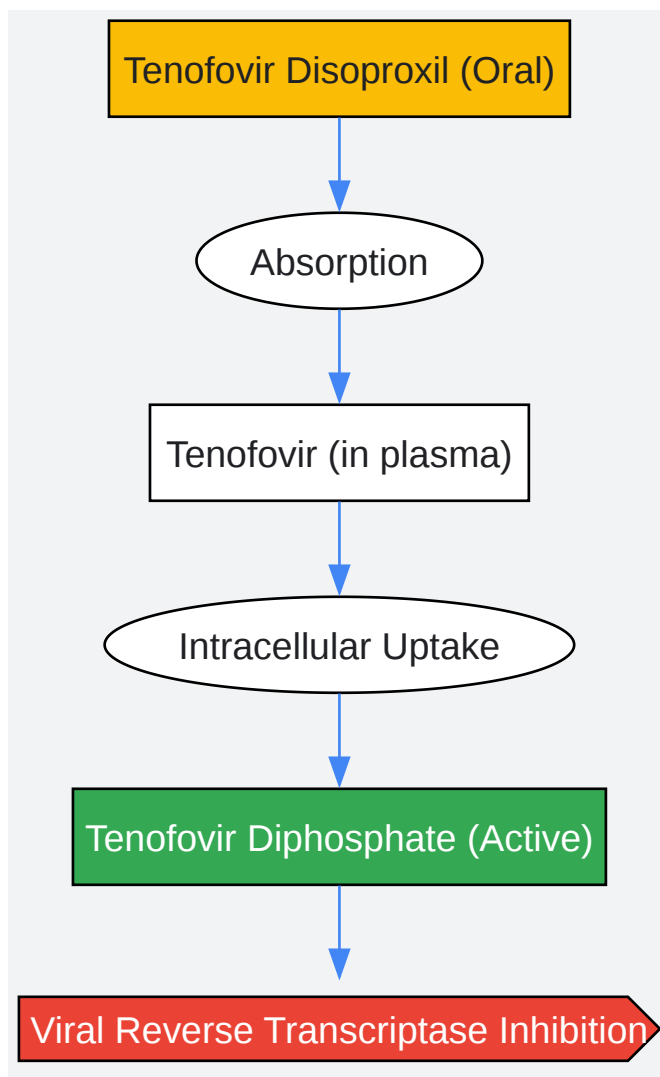 Tenofovir Disoproxil (Oral)
Absorption
Tenofovir (in plasma)
Intracellular Uptake
Tenofovir Diphosphate (Active)
Viral Reverse Transcriptase Inhibition